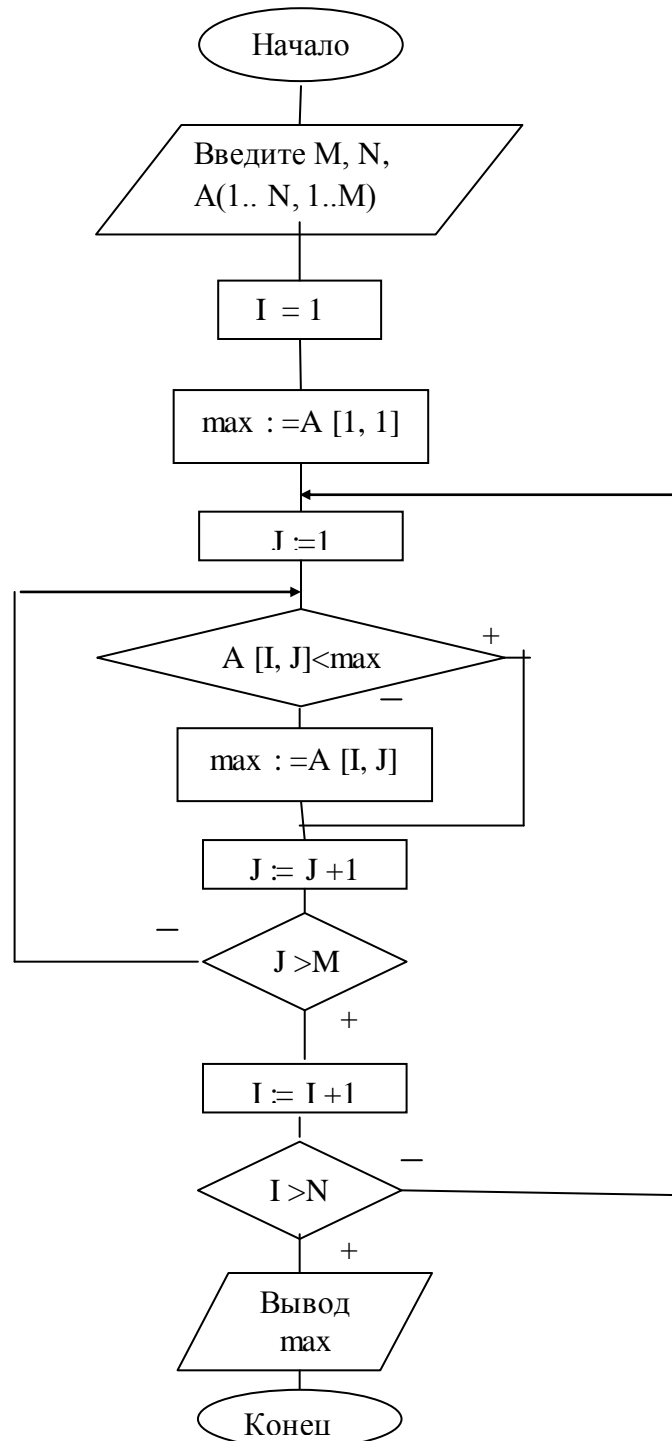 Начало
Введите M, N,
A(1.. N, 1..M)
I = 1
max : =A [1, 1]
J :=1
+
A [I, J]<max
–
max : =A [I, J]
J := J +1
–
J >M
+
I := I +1
–
I >N
+
Вывод
max
Конец